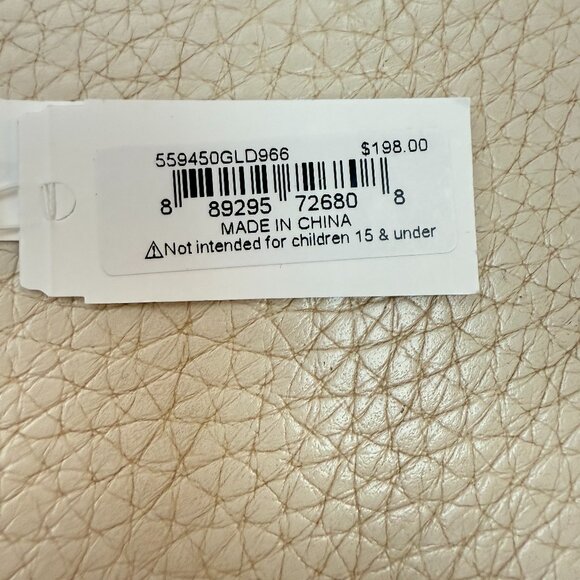 559450GLD966 $198.00
8 89295 72680 8
MADE IN CHINA
⚠Not intended for children 15 & under